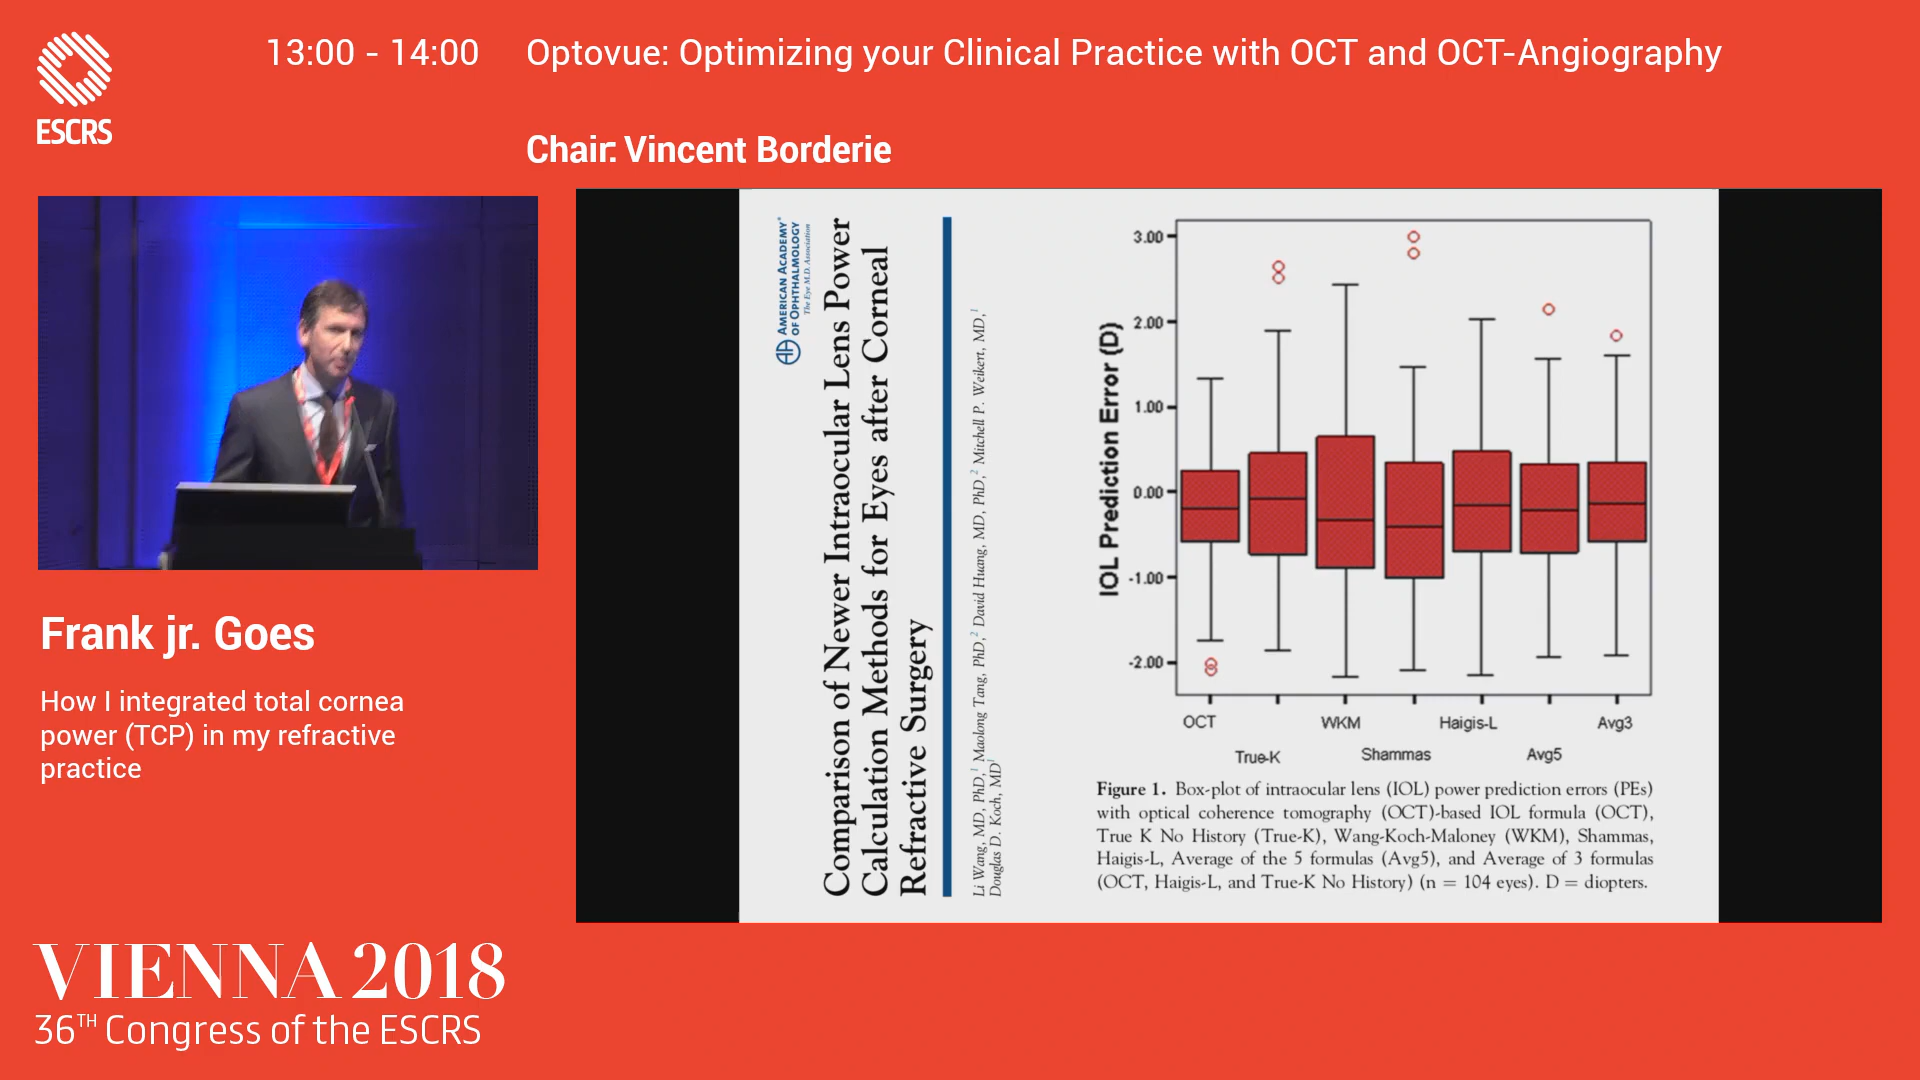 ESCRS
13:00 - 14:00 Optovue: Optimizing your Clinical Practice with OCT and OCT-Angiography
Chair: Vincent Borderie
Frank jr. Goes
How I integrated total cornea
power (TCP) in my refractive
practice
VIENNA 2018
36TH Congress of the ESCRS
AMERICAN ACADEMY
OF OPHTHALMOLOGY
The Eye M.D. Association
Comparison of Newer Intraocular Lens Power
Calculation Methods for Eyes after Corneal
Refractive Surgery
Li Wang, MD, PhD,1 Maolong Tang, PhD,2 David Huang, MD, PhD,2 Mitchell P. Weikert, MD,1
Douglas D. Koch, MD1
IOL Prediction Error (D)
3.00
2.00
1.00
0.00
-1.00
-2.00
OCT WKM Haigis-L Avg3
True-K Shammas Avg5
Figure 1. Box-plot of intraocular lens (IOL) power prediction errors (PEs)
with optical coherence tomography (OCT)-based IOL formula (OCT),
True K No History (True-K), Wang-Koch-Maloney (WKM), Shammas,
Haigis-L, Average of the 5 formulas (Avg5), and Average of 3 formulas
(OCT, Haigis-L, and True-K No History) (n = 104 eyes). D = diopters.